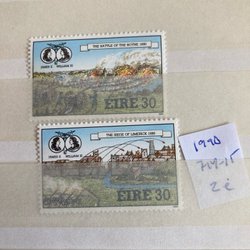 THE BATTLE OF THE BOYNE 1690
JAMES II WILLIAM III
ÉIRE 30
THE SIEGE OF LIMERICK 1690
JAMES II WILLIAM III
ÉIRE 30
1990
2 €